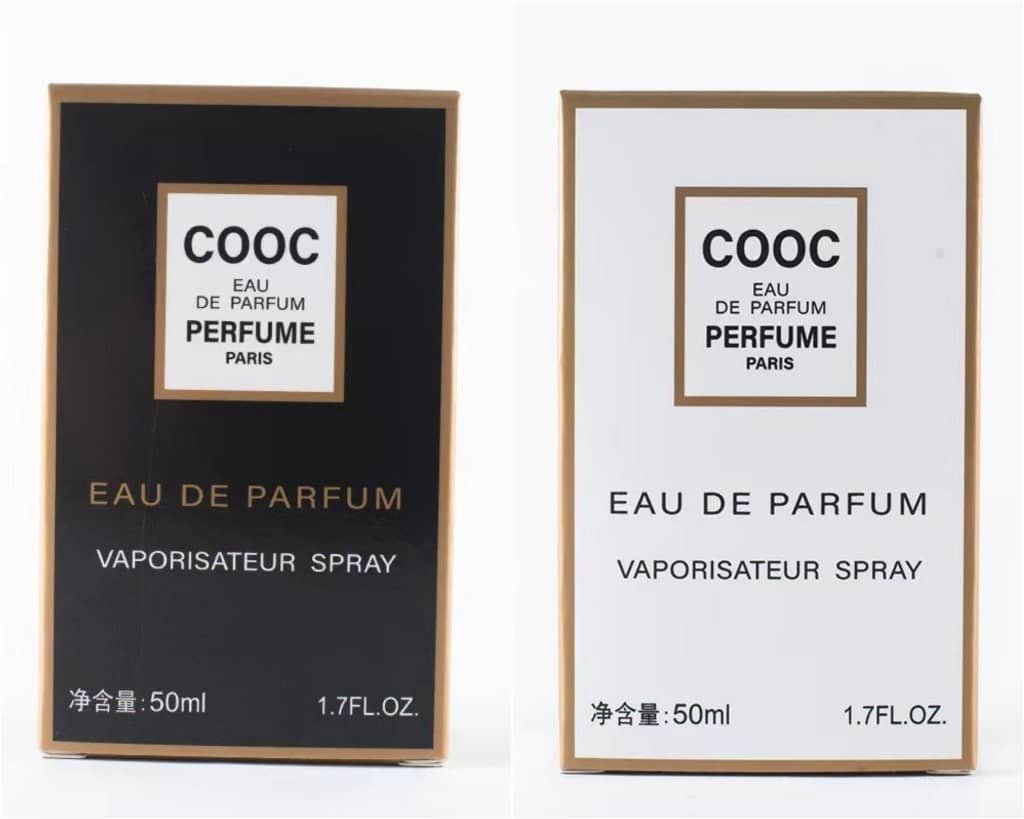 COOC
EAU
DE PARFUM
PERFUME
PARIS
EAU DE PARFUM
VAPORISATEUR SPRAY
净含量:50ml
1.7FL.OZ.
COOC
EAU
DE PARFUM
PERFUME
PARIS
EAU DE PARFUM
VAPORISATEUR SPRAY
净含量:50ml
1.7FL.OZ.